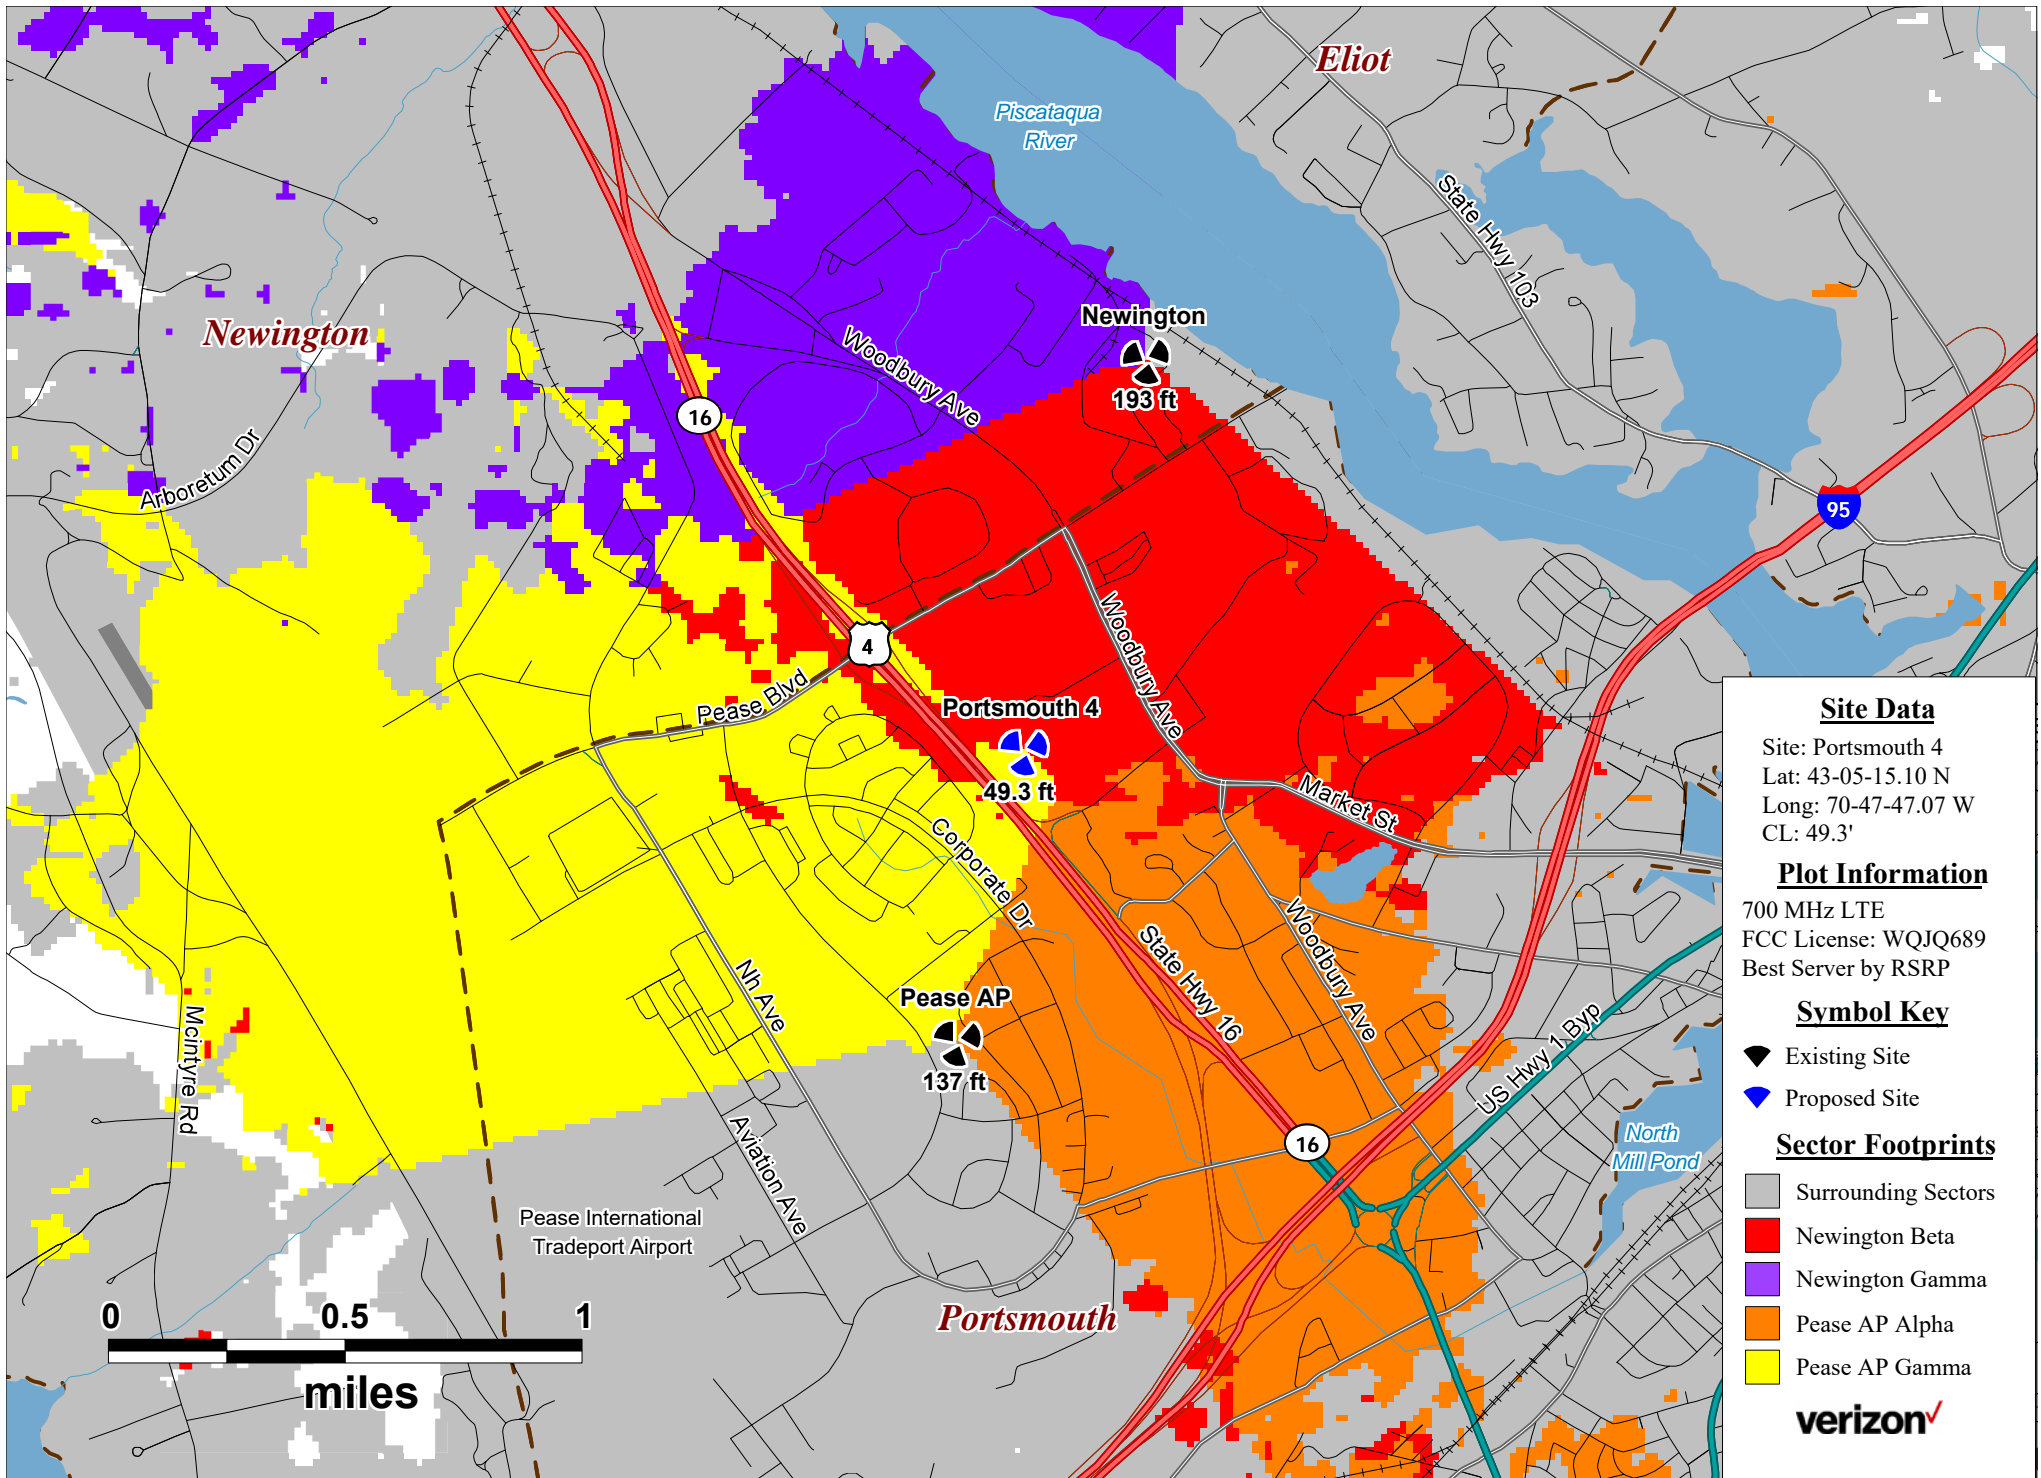 Eliot
Piscataqua
River
State Hwy 103
Newington
Newington
193 ft
Woodbury Ave
16
Arboretum Dr
95
4
Woodbury Ave
Pease Blvd
Portsmouth 4
49.3 ft
Market St
Corporate Dr
Woodbury Ave
State Hwy 16
Nh Ave
Pease AP
137 ft
Mcintyre Rd
US Hwy 1 Byp
Aviation Ave
16
North
Mill Pond
Pease International
Tradeport Airport
Portsmouth
0 0.5 1
miles
Site Data
Site: Portsmouth 4
Lat: 43-05-15.10 N
Long: 70-47-47.07 W
CL: 49.3'
Plot Information
700 MHz LTE
FCC License: WQJQ689
Best Server by RSRP
Symbol Key
Existing Site
Proposed Site
Sector Footprints
Surrounding Sectors
Newington Beta
Newington Gamma
Pease AP Alpha
Pease AP Gamma
verizon